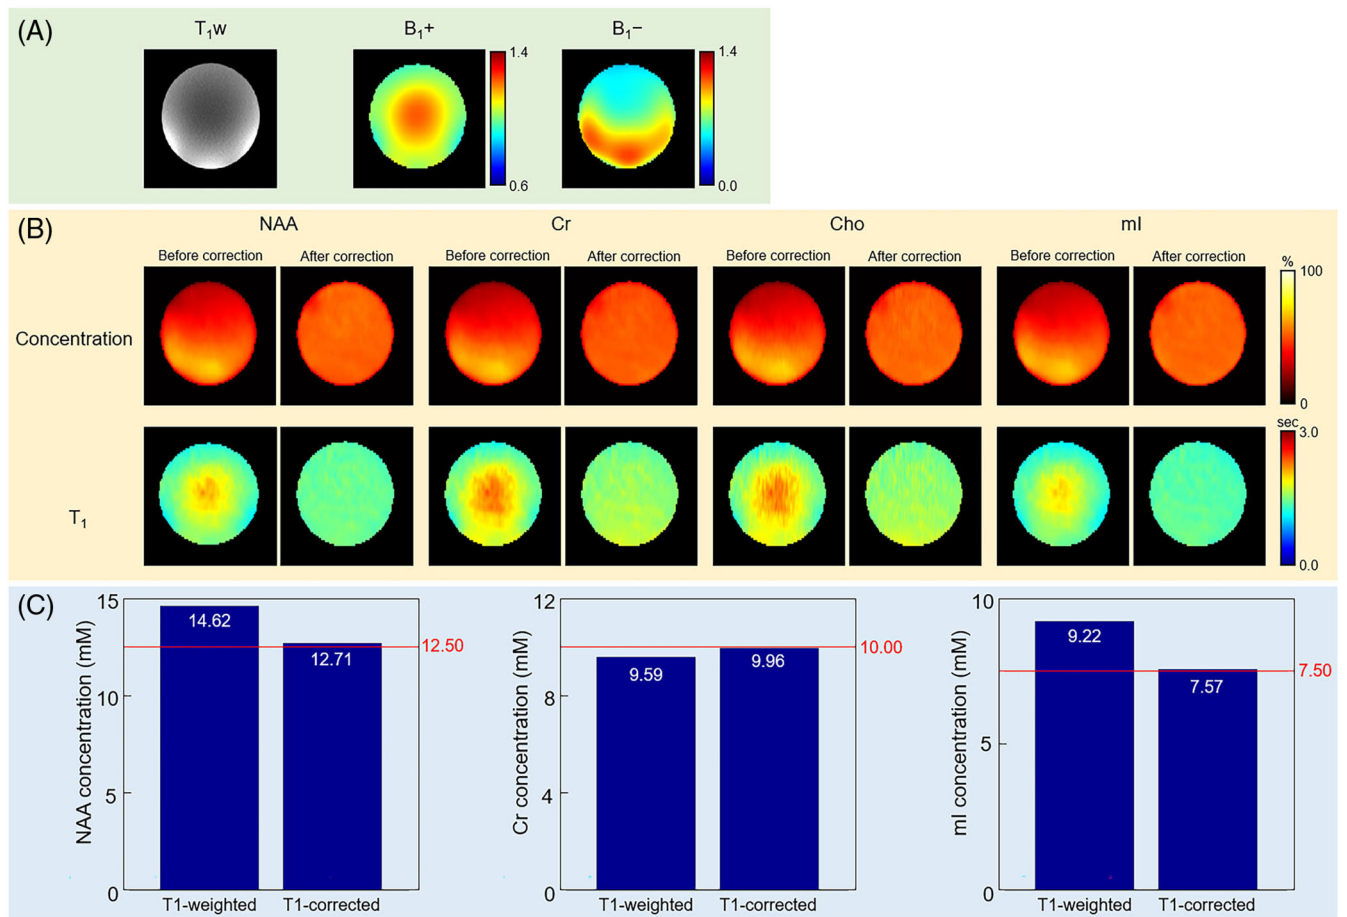 (A)
T1w
B1+
B1−
1.4
0.6
1.4
0.0
(B)
NAA
Cr
Cho
mI
Before correction
After correction
Before correction
After correction
Before correction
After correction
Before correction
After correction
%
100
0
Concentration
T1
sec
3.0
0.0
(C)
NAA concentration (mM)
15
10
5
0
14.62
12.71
12.50
T1-weighted
T1-corrected
Cr concentration (mM)
12
8
4
0
9.59
9.96
10.00
T1-weighted
T1-corrected
mI concentration (mM)
10
5
0
9.22
7.57
7.50
T1-weighted
T1-corrected